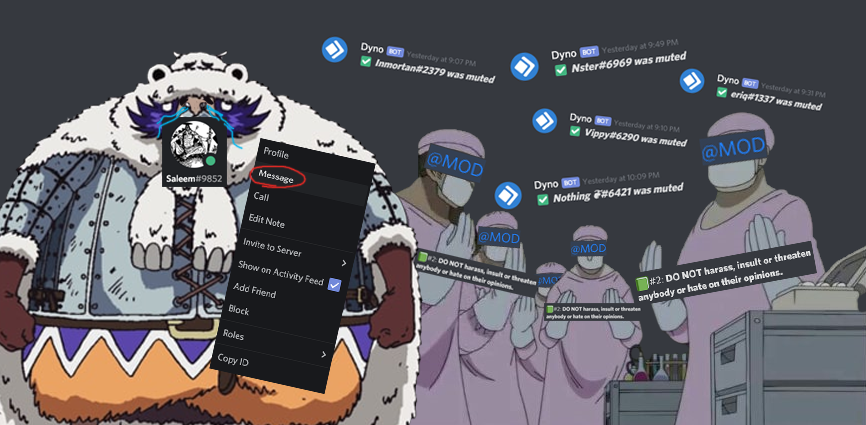 Dyno BOT Yesterday at 9:07 PM
Inmortan#2379 was muted
Dyno BOT Yesterday at 9:49 PM
Nster#6969 was muted
Dyno BOT Yesterday at 9:31 PM
eriq#1337 was muted
Dyno BOT Yesterday at 9:10 PM
Vippy#6290 was muted
Dyno BOT Yesterday at 10:09 PM
Nothing #6421 was muted
Saleem#9852
Profile
Message
Call
Edit Note
Invite to Server
Show on Activity Feed
Add Friend
Block
Roles
Copy ID
@MOD
@MOD
@MOD
@MOD
#2: DO NOT harass, insult or threaten
anybody or hate on their opinions.
#2: DO NOT harass, insult or threaten
anybody or hate on their opinions.
#2: DO NOT harass, insult or threaten
anybody or hate on their opinions.